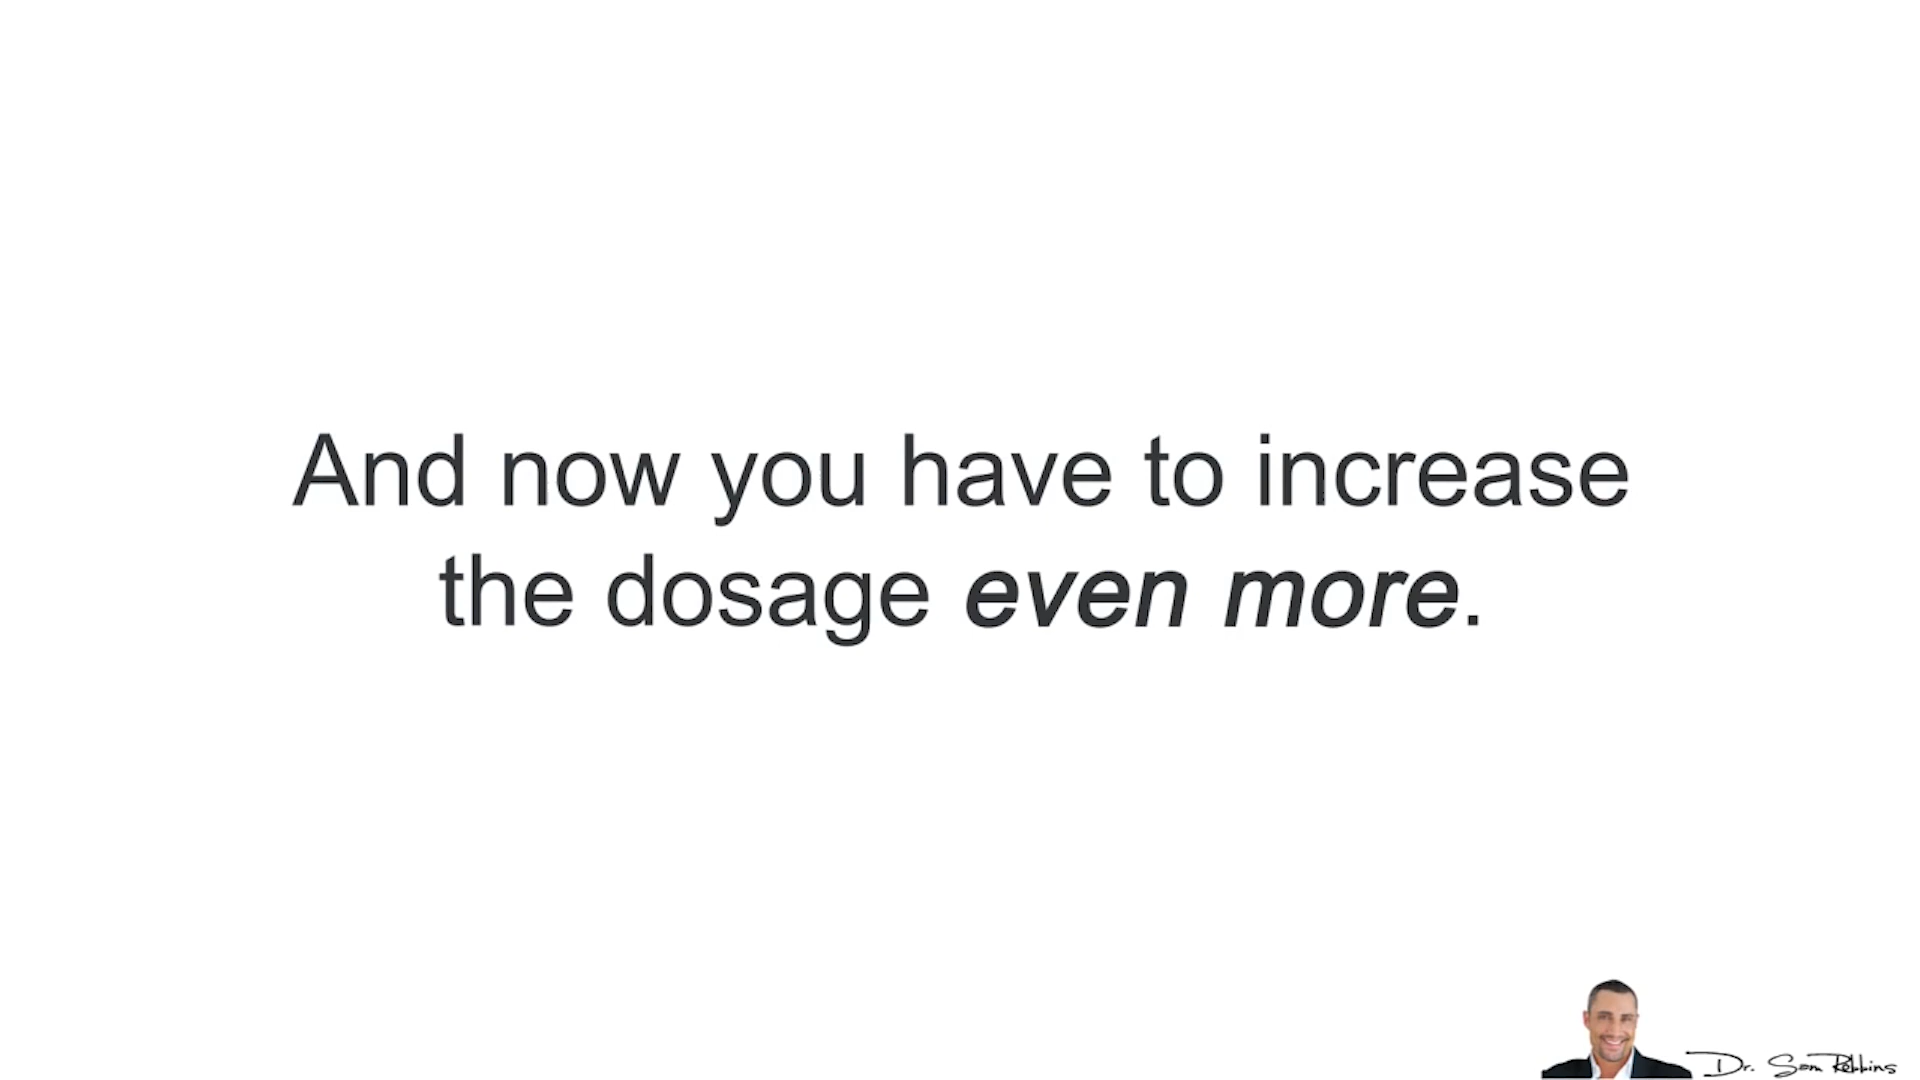 And now you have to increase
the dosage even more.
Dr. Sam Robbins